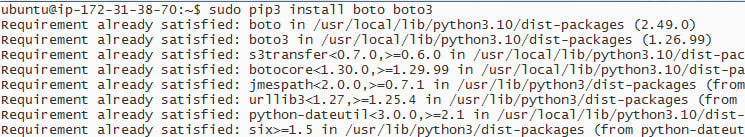 ubuntu@ip-172-31-38-70:~$ sudo pip3 install boto boto3
Requirement already satisfied: boto in /usr/local/lib/python3.10/dist-packages (2.49.0)
Requirement already satisfied: boto3 in /usr/local/lib/python3.10/dist-packages (1.26.99)
Requirement already satisfied: s3transfer<0.7.0,>=0.6.0 in /usr/local/lib/python3.10/dist-pac
Requirement already satisfied: botocore<1.30.0,>=1.29.99 in /usr/local/lib/python3.10/dist-pa
Requirement already satisfied: jmespath<2.0.0,>=0.7.1 in /usr/lib/python3/dist-packages (from
Requirement already satisfied: urllib3<1.27,>=1.25.4 in /usr/lib/python3/dist-packages (from
Requirement already satisfied: python-dateutil<3.0.0,>=2.1 in /usr/local/lib/python3.10/dist-
Requirement already satisfied: six>=1.5 in /usr/lib/python3/dist-packages (from python-dateu